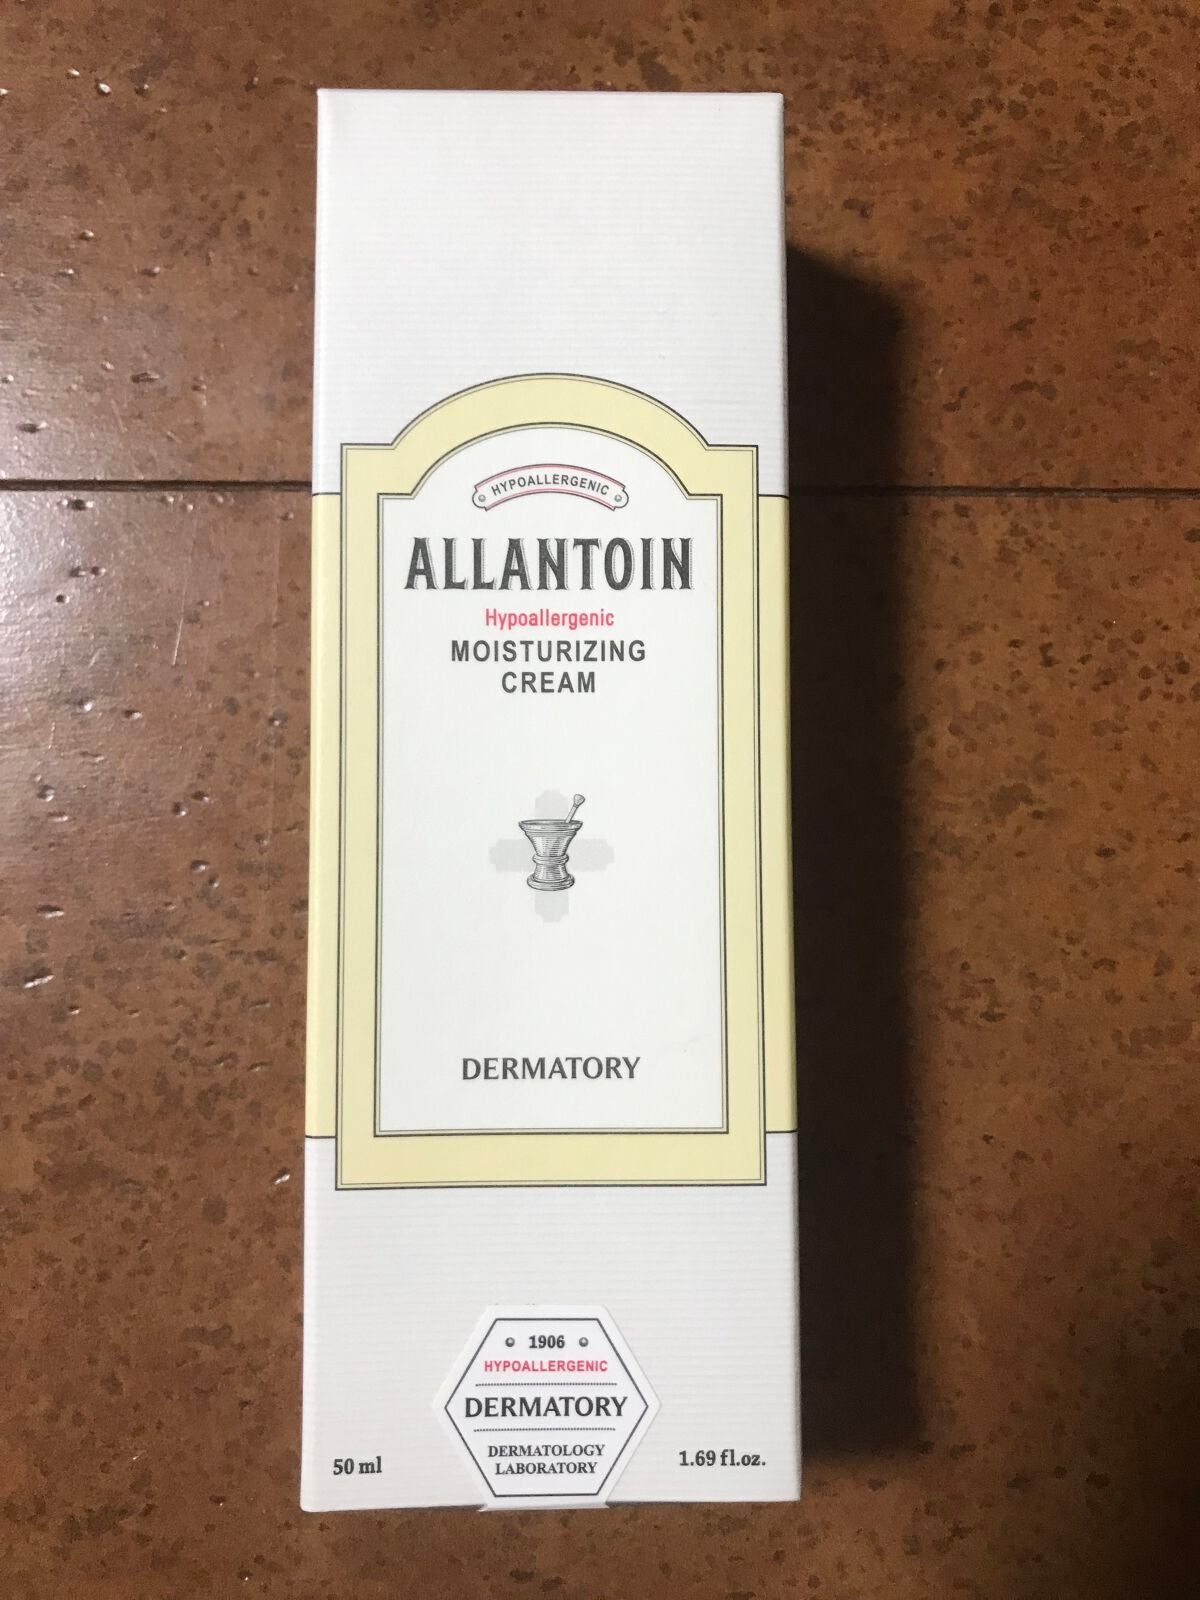 HYPOALLERGENIC
ALLANTOIN
Hypoallergenic
MOISTURIZING
CREAM
DERMATORY
1906
HYPOALLERGENIC
DERMATORY
DERMATOLOGY
LABORATORY
50 ml
1.69 fl.oz.